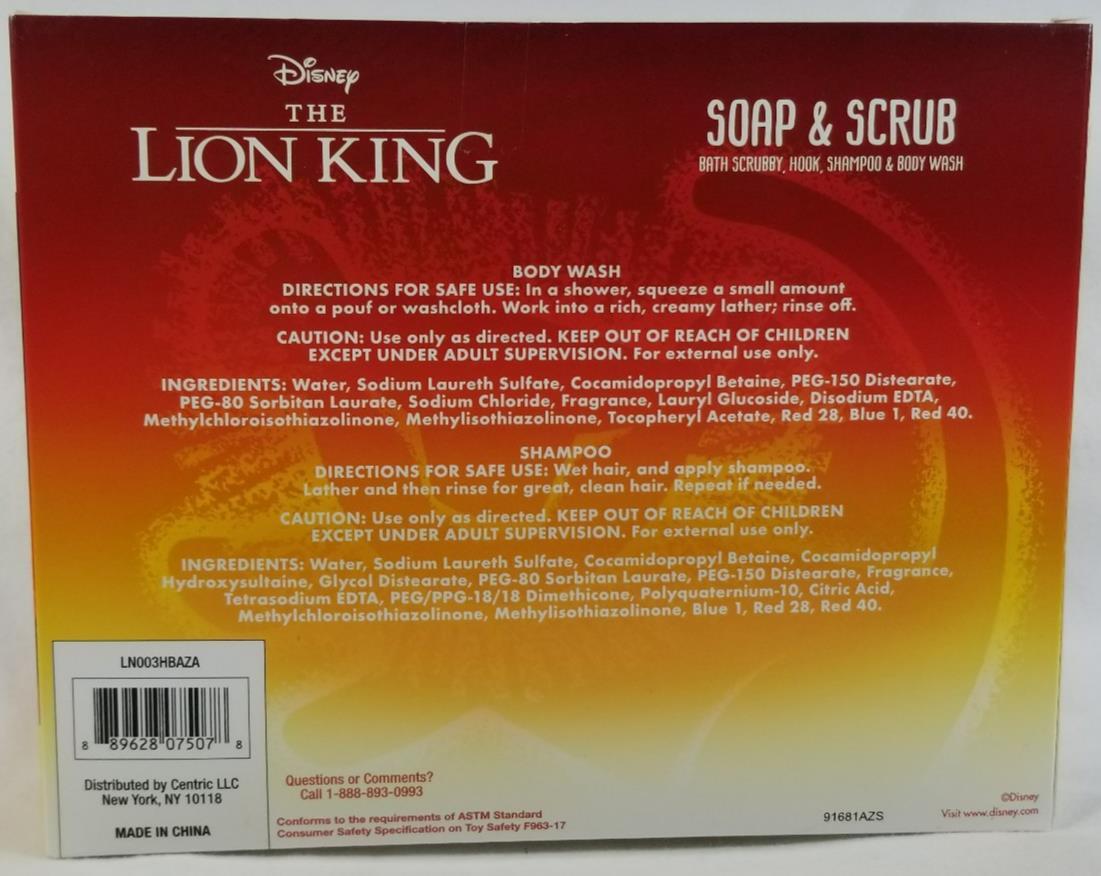 Disney
THE
LION KING
SOAP & SCRUB
BATH SCRUBBY, HOOK, SHAMPOO & BODY WASH
BODY WASH
DIRECTIONS FOR SAFE USE: In a shower, squeeze a small amount
onto a pouf or washcloth. Work into a rich, creamy lather; rinse off.
CAUTION: Use only as directed. KEEP OUT OF REACH OF CHILDREN
EXCEPT UNDER ADULT SUPERVISION. For external use only.
INGREDIENTS: Water, Sodium Laureth Sulfate, Cocamidopropyl Betaine, PEG-150 Distearate,
PEG-80 Sorbitan Laurate, Sodium Chloride, Fragrance, Lauryl Glucoside, Disodium EDTA,
Methylchloroisothiazolinone, Methylisothiazolinone, Tocopheryl Acetate, Red 28, Blue 1, Red 40.
SHAMPOO
DIRECTIONS FOR SAFE USE: Wet hair, and apply shampoo.
Lather and then rinse for great, clean hair. Repeat if needed.
CAUTION: Use only as directed. KEEP OUT OF REACH OF CHILDREN
EXCEPT UNDER ADULT SUPERVISION. For external use only.
INGREDIENTS: Water, Sodium Laureth Sulfate, Cocamidopropyl Betaine, Cocamidopropyl
Hydroxysultaine, Glycol Distearate, PEG-80 Sorbitan Laurate, PEG-150 Distearate, Fragrance,
Tetrasodium EDTA, PEG/PPG-18/18 Dimethicone, Polyquaternium-10, Citric Acid,
Methylchloroisothiazolinone, Methylisothiazolinone, Blue 1, Red 28, Red 40.
LN003HBAZA
8 89628 07507 8
Distributed by Centric LLC
New York, NY 10118
MADE IN CHINA
Questions or Comments?
Call 1-888-893-0993
Conforms to the requirements of ASTM Standard
Consumer Safety Specification on Toy Safety F963-17
91681AZS
©Disney
Visit www.disney.com